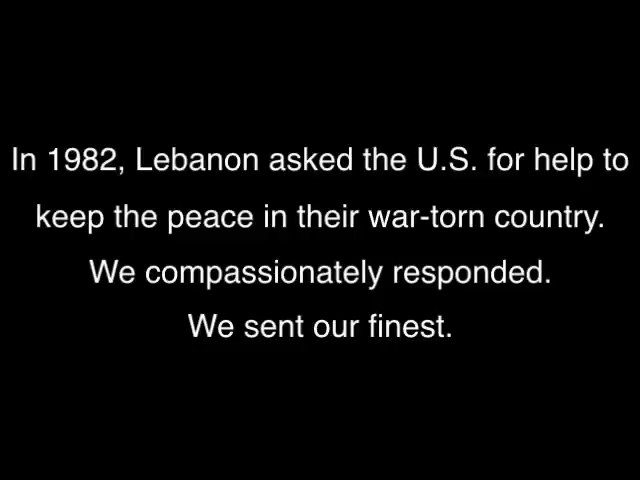 In 1982, Lebanon asked the U.S. for help to
keep the peace in their war-torn country.
We compassionately responded.
We sent our finest.